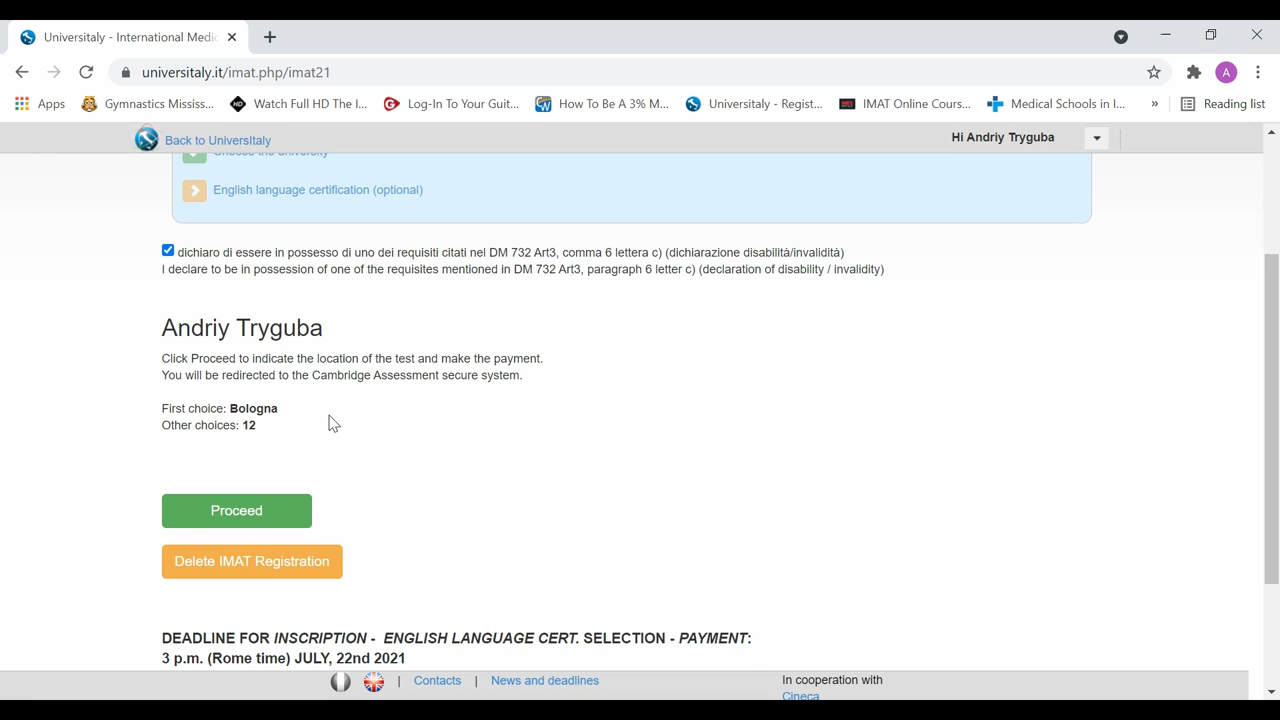 Universitaly - International Medic
universitaly.it/imat.php/imat21
A
Apps
Gymnastics Mississ...
Watch Full HD The I...
Log-In To Your Guit...
How To Be A 3% M...
Universitaly - Regist...
IMAT Online Cours...
Medical Schools in I...
»
Reading list
Back to UniversItaly
Hi Andriy Tryguba
Choose the university
English language certification (optional)
dichiaro di essere in possesso di uno dei requisiti citati nel DM 732 Art3, comma 6 lettera c) (dichiarazione disabilità/invalidità)
I declare to be in possession of one of the requisites mentioned in DM 732 Art3, paragraph 6 letter c) (declaration of disability / invalidity)
Andriy Tryguba
Click Proceed to indicate the location of the test and make the payment.
You will be redirected to the Cambridge Assessment secure system.
First choice: Bologna
Other choices: 12
Proceed
Delete IMAT Registration
DEADLINE FOR INSCRIPTION - ENGLISH LANGUAGE CERT. SELECTION - PAYMENT:
3 p.m. (Rome time) JULY, 22nd 2021
| Contacts | News and deadlines
In cooperation with
Cineca